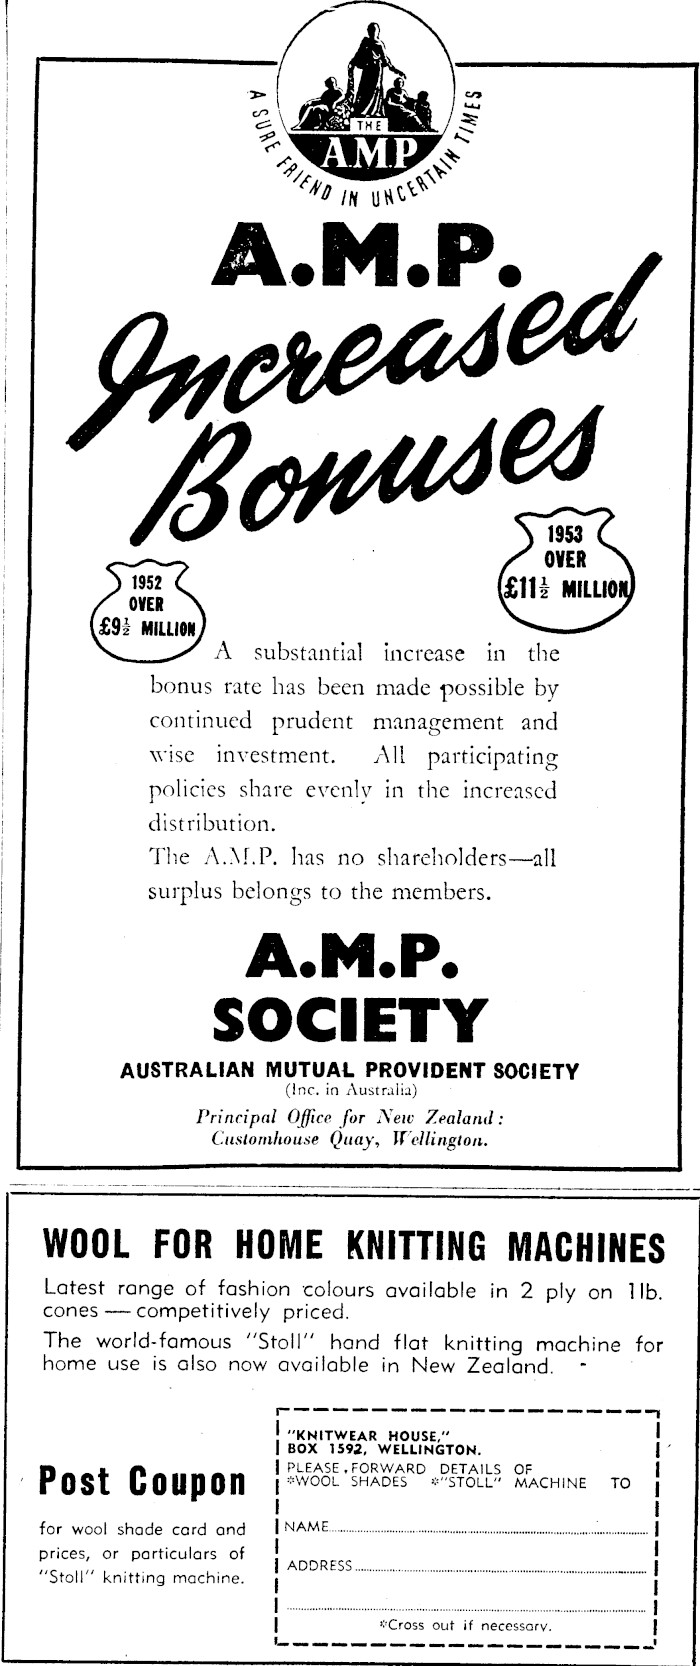 A SURE FRIEND IN UNCERTAIN TIMES
THE
AMP
A.M.P.
Increased
Bonuses
1953
OVER
£11½ MILLION
1952
OVER
£9½ MILLION
A substantial increase in the
bonus rate has been made possible by
continued prudent management and
wise investment. All participating
policies share evenly in the increased
distribution.
The A.M.P. has no shareholders—all
surplus belongs to the members.
A.M.P.
SOCIETY
AUSTRALIAN MUTUAL PROVIDENT SOCIETY
(Inc. in Australia)
Principal Office for New Zealand:
Customhouse Quay, Wellington.
WOOL FOR HOME KNITTING MACHINES
Latest range of fashion colours available in 2 ply on 1lb.
cones — competitively priced.
The world-famous "Stoll" hand flat knitting machine for
home use is also now available in New Zealand.
Post Coupon
for wool shade card and
prices, or particulars of
"Stoll" knitting machine.
"KNITWEAR HOUSE,"
BOX 1592, WELLINGTON.
PLEASE FORWARD DETAILS OF
*WOOL SHADES *"STOLL" MACHINE TO
NAME
ADDRESS
*Cross out if necessary.